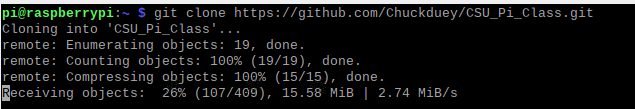 pi@raspberrypi:~ $ git clone https://github.com/Chuckduey/CSU_Pi_Class.git
Cloning into 'CSU_Pi_Class'...
remote: Enumerating objects: 19, done.
remote: Counting objects: 100% (19/19), done.
remote: Compressing objects: 100% (15/15), done.
Receiving objects:  26% (107/409), 15.58 MiB | 2.74 MiB/s